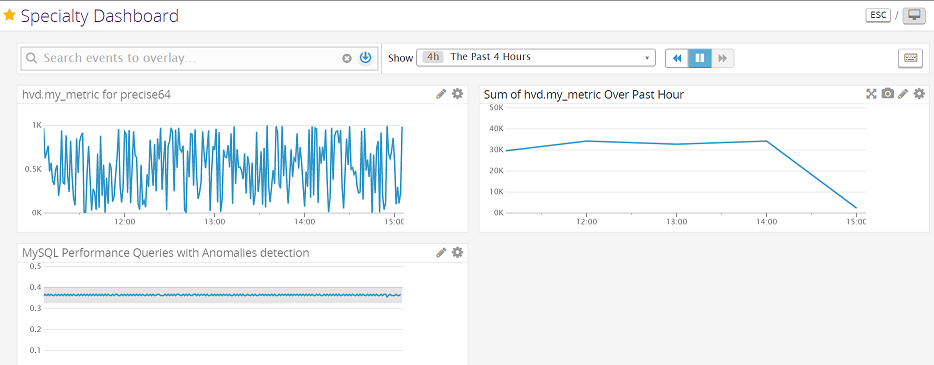 Specialty Dashboard
ESC /
Search events to overlay...
Show 4h The Past 4 Hours
hvd.my_metric for precise64
1K
0.5K
0K
12:00 13:00 14:00 15:00
Sum of hvd.my_metric Over Past Hour
50K
40K
30K
20K
10K
0K
12:00 13:00 14:00 15:00
MySQL Performance Queries with Anomalies detection
0.5
0.4
0.3
0.2
0.1